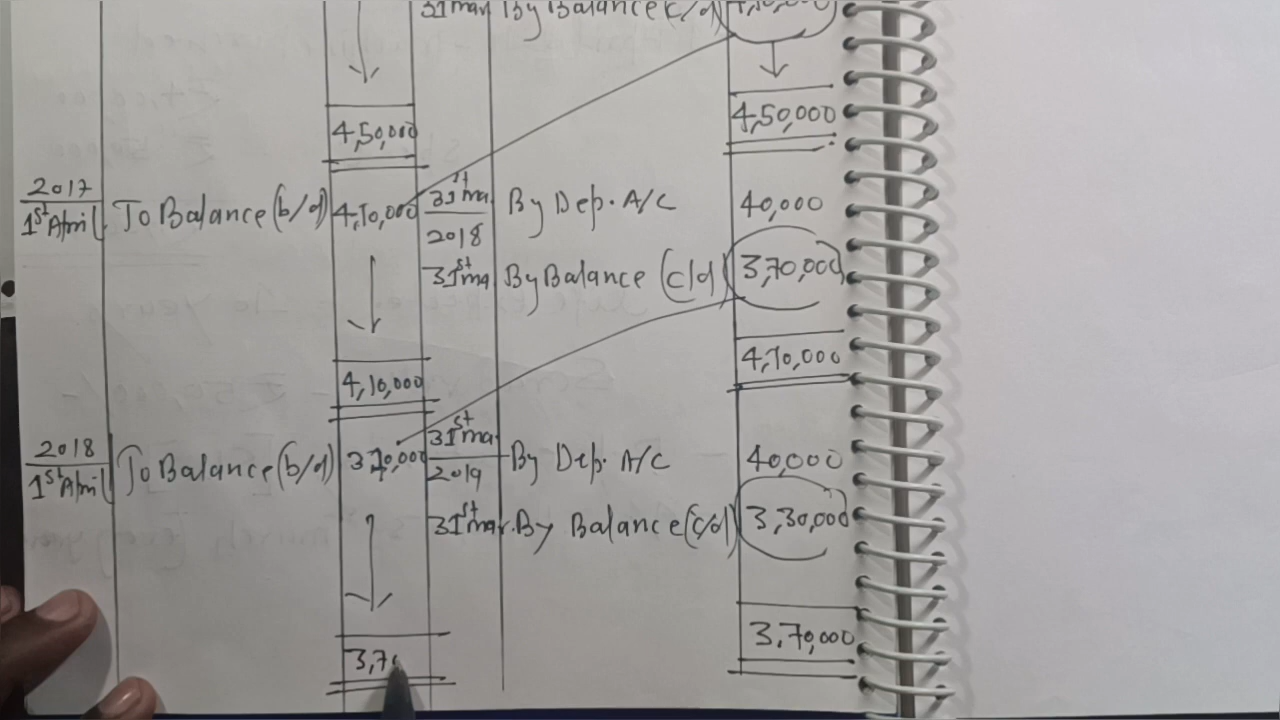 31mar By Balance c/d
4,50,000 4,50,000
2017 31st mar By Dep. A/C 40,000
1st April To Balance (b/d) 4,10,000 2018
31st mar By Balance (c/d) 3,70,000
4,10,000 4,10,000
2018 31st mar By Dep. A/C 40,000
1st April To Balance (b/d) 3,70,000 2019
31st mar. By Balance (c/d) 3,30,000
3,70,000
3,7